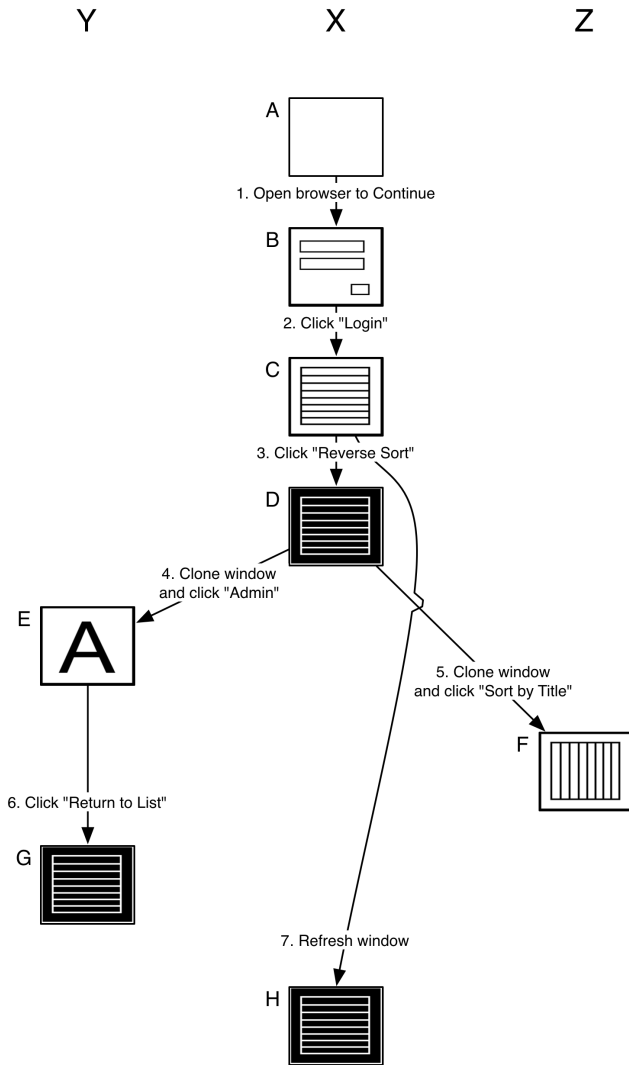 Y X Z
A
1. Open browser to Continue
B
2. Click "Login"
C
3. Click "Reverse Sort"
D
4. Clone window
and click "Admin"
E
A
5. Clone window
and click "Sort by Title"
F
6. Click "Return to List"
G
7. Refresh window
H